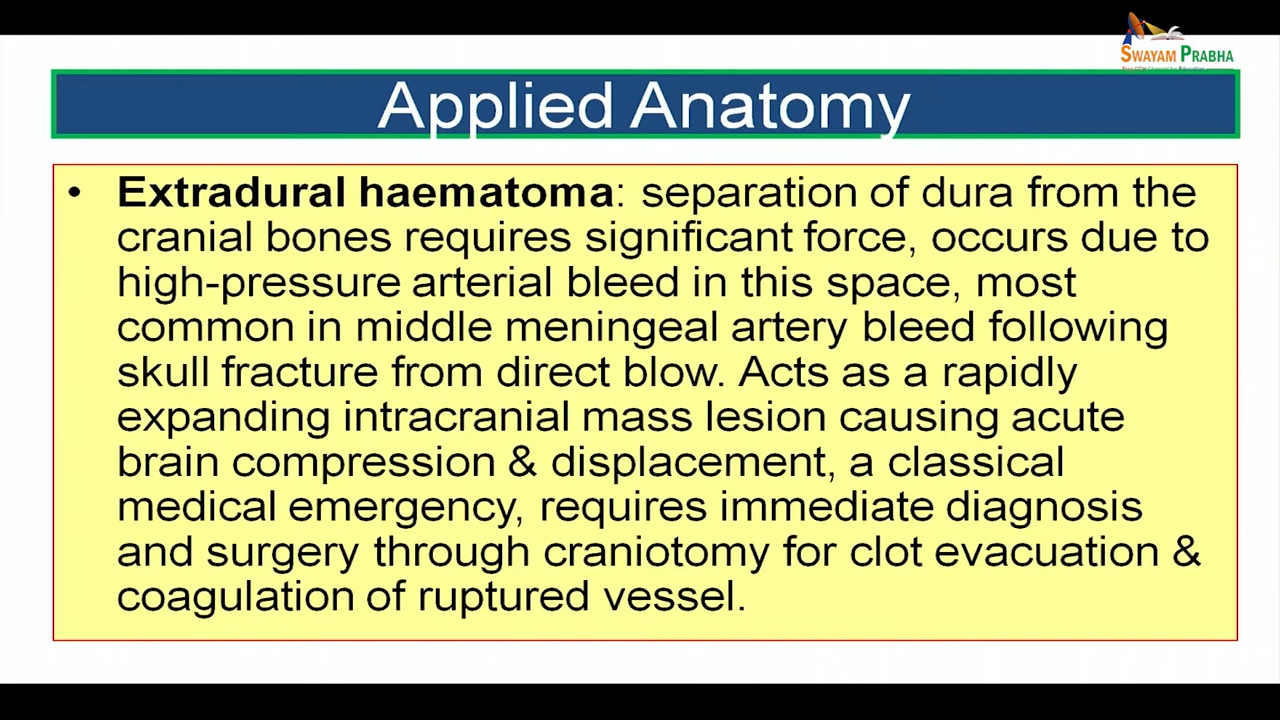 SWAYAM PRABHA
Applied Anatomy
• Extradural haematoma: separation of dura from the
cranial bones requires significant force, occurs due to
high-pressure arterial bleed in this space, most
common in middle meningeal artery bleed following
skull fracture from direct blow. Acts as a rapidly
expanding intracranial mass lesion causing acute
brain compression & displacement, a classical
medical emergency, requires immediate diagnosis
and surgery through craniotomy for clot evacuation &
coagulation of ruptured vessel.